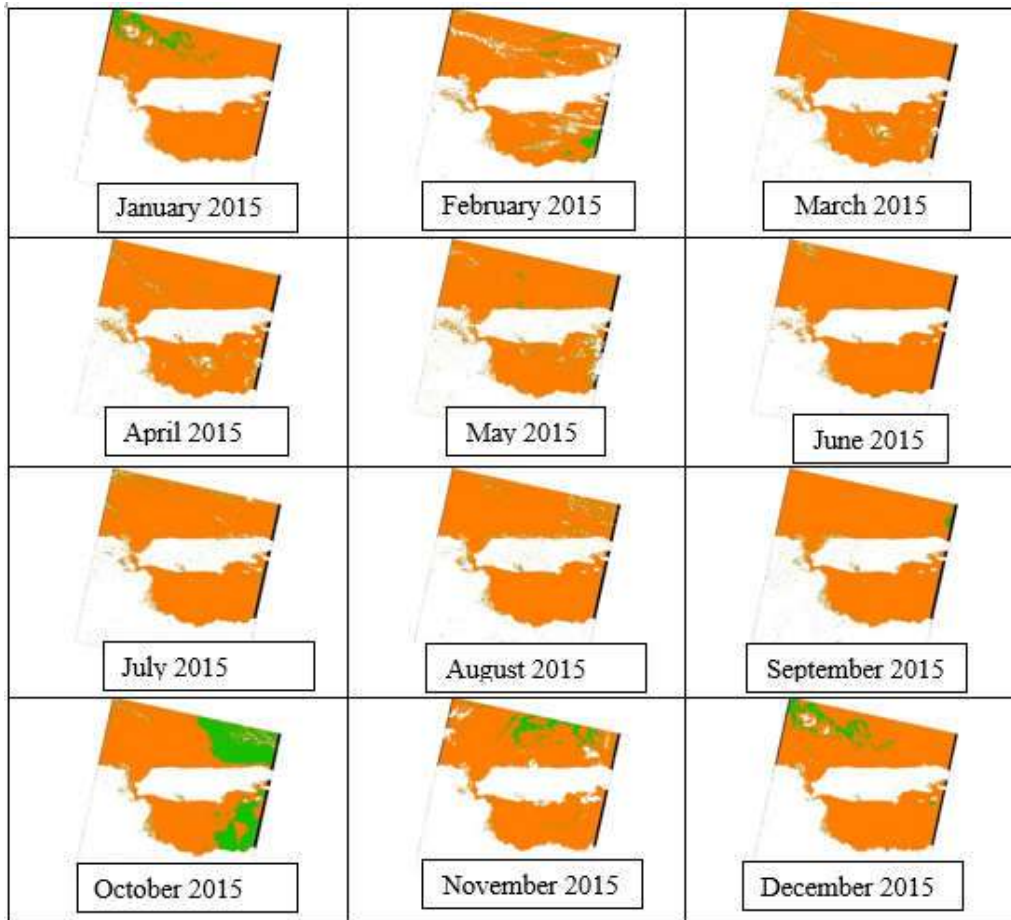 January 2015
February 2015
March 2015
April 2015
May 2015
June 2015
July 2015
August 2015
September 2015
October 2015
November 2015
December 2015